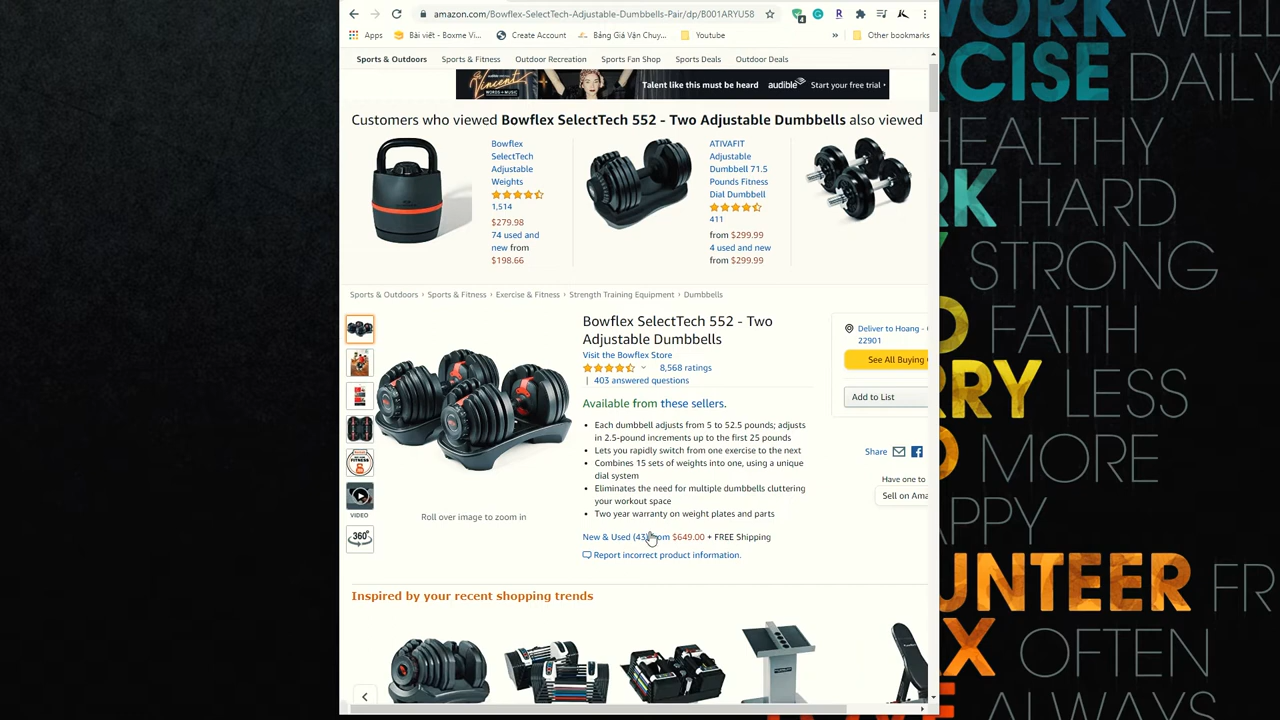 amazon.com/Bowflex-SelectTech-Adjustable-Dumbbells-Pair/dp/B001ARYU58
4
R
Apps
Bài viết - Boxme Vi...
Create Account
Bảng Giá Vận Chuy...
Youtube
»
Other bookmarks
Sports & Outdoors
Sports & Fitness
Outdoor Recreation
Sports Fan Shop
Sports Deals
Outdoor Deals
Vincent
WORDS + MUSIC
Talent like this must be heard
audible
Start your free trial ›
Customers who viewed Bowflex SelectTech 552 - Two Adjustable Dumbbells also viewed
Bowflex
SelectTech
Adjustable
Weights
1,514
$279.98
74 used and
new from
$198.66
ATIVAFIT
Adjustable
Dumbbell 71.5
Pounds Fitness
Dial Dumbbell
411
from $299.99
4 used and new
from $299.99
Sports & Outdoors › Sports & Fitness › Exercise & Fitness › Strength Training Equipment › Dumbbells
VIDEO
360°
Roll over image to zoom in
Bowflex SelectTech 552 - Two
Adjustable Dumbbells
Visit the Bowflex Store
8,568 ratings
| 403 answered questions
Available from these sellers.
• Each dumbbell adjusts from 5 to 52.5 pounds; adjusts
in 2.5-pound increments up to the first 25 pounds
• Lets you rapidly switch from one exercise to the next
• Combines 15 sets of weights into one, using a unique
dial system
• Eliminates the need for multiple dumbbells cluttering
your workout space
• Two year warranty on weight plates and parts
New & Used (43) from $649.00 + FREE Shipping
Report incorrect product information.
Deliver to Hoang -
22901
See All Buying
Add to List
Share
Have one to
Sell on Ama
Inspired by your recent shopping trends
WORK WELL
RCISE DAILY
HEALTHY
RK HARD
STRONG
O FAITH
RRY LESS
O MORE
APPY
UNTEER FR
AX OFTEN
VE ALWAYS